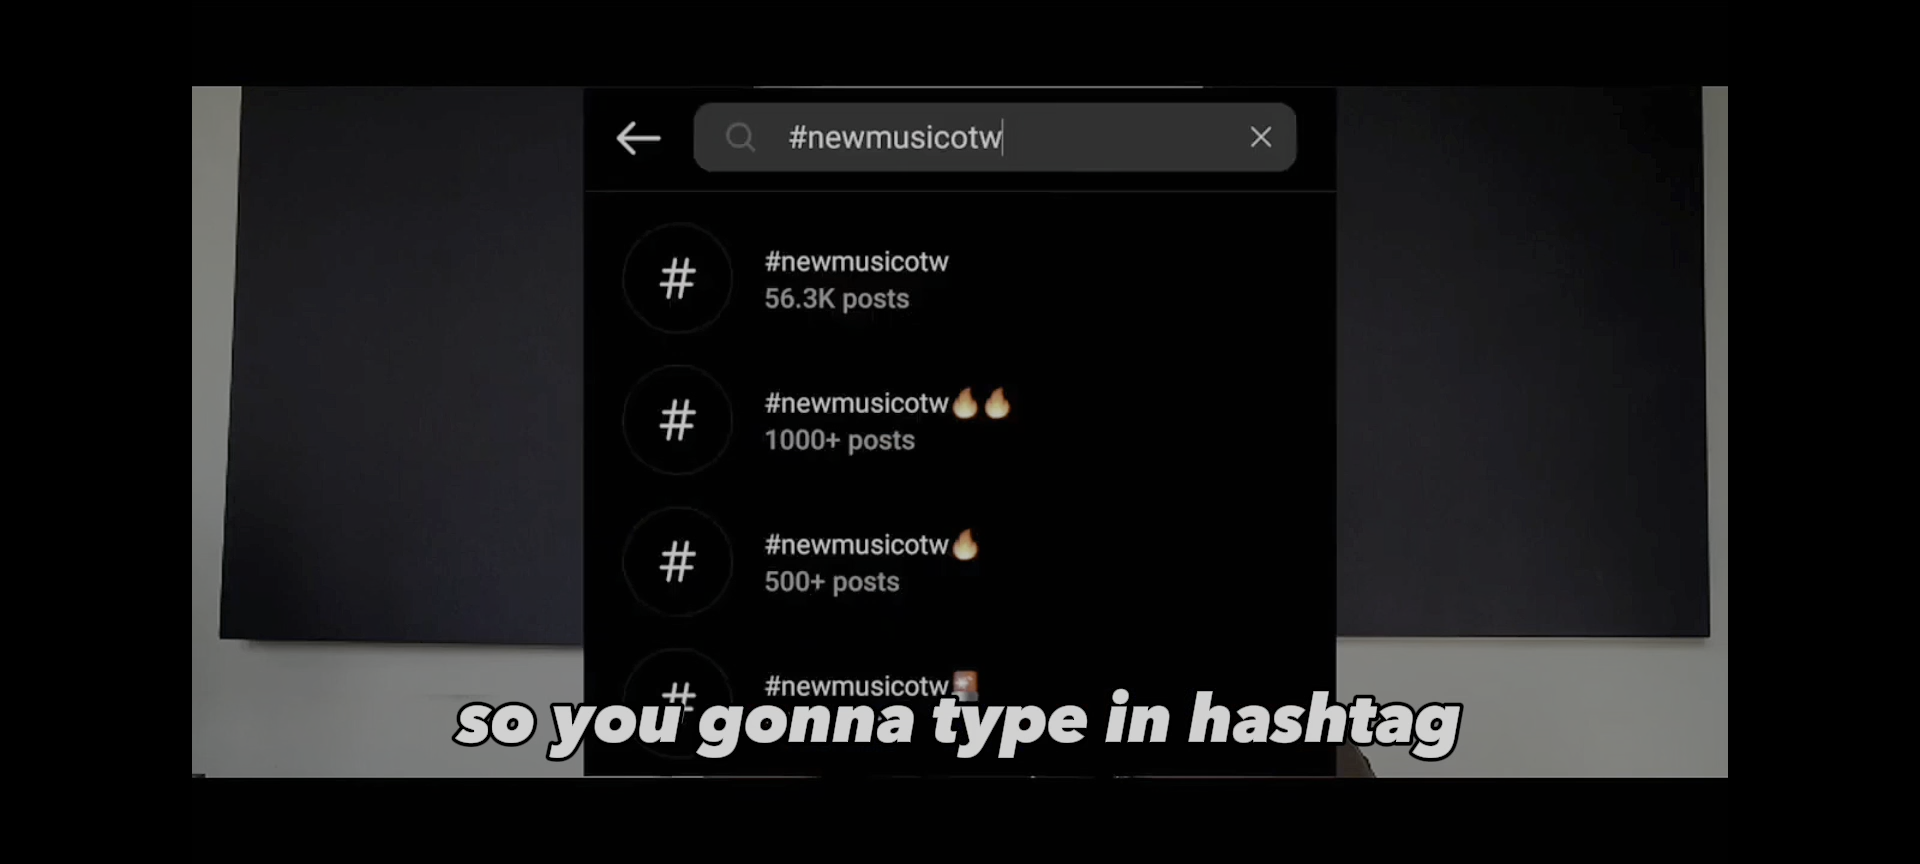 #newmusicotw
#
#newmusicotw
56.3K posts
#
#newmusicotw🔥🔥
1000+ posts
#
#newmusicotw🔥
500+ posts
#
#newmusicotw🚨
so you gonna type in hashtag